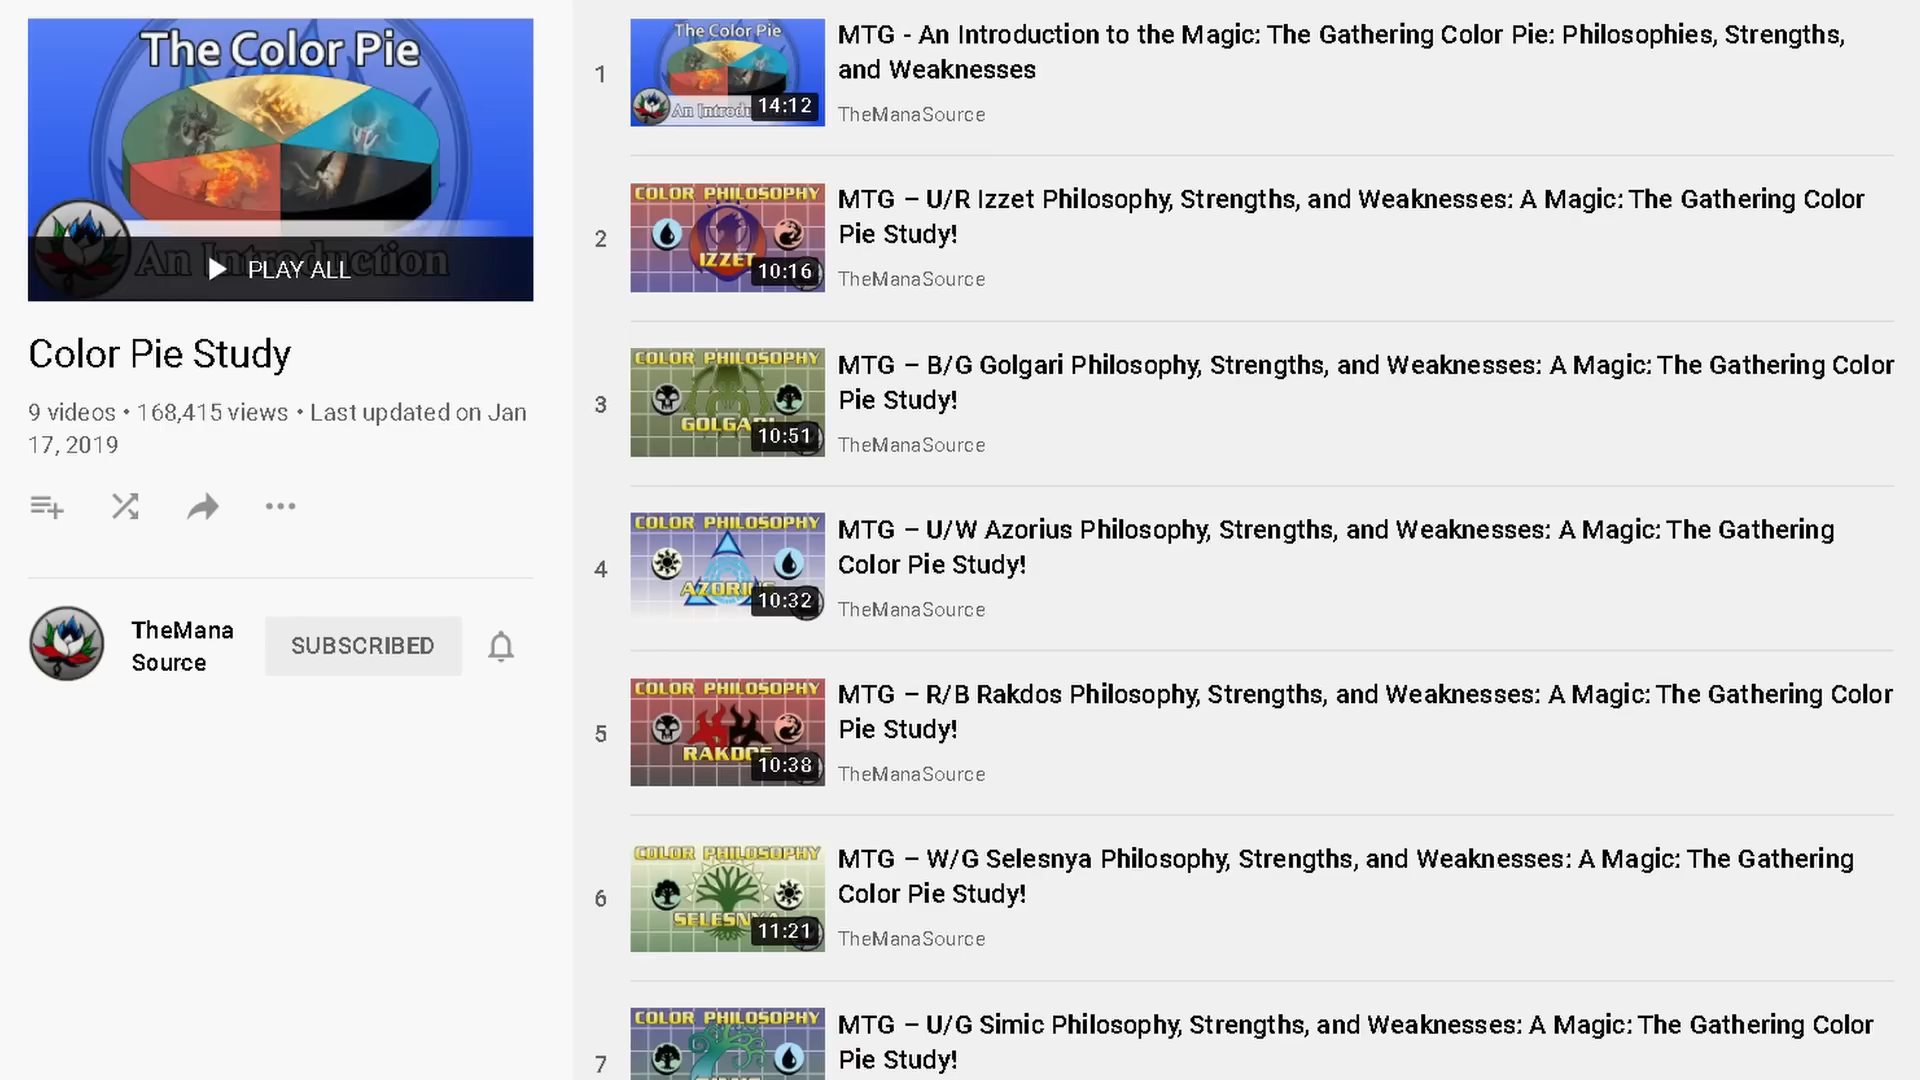 The Color Pie
An Introduction
PLAY ALL
Color Pie Study
9 videos • 168,415 views • Last updated on Jan
17, 2019
TheMana
Source
SUBSCRIBED
1
The Color Pie
14:12
MTG - An Introduction to the Magic: The Gathering Color Pie: Philosophies, Strengths,
and Weaknesses
TheManaSource
2
COLOR PHILOSOPHY
IZZET
10:16
MTG – U/R Izzet Philosophy, Strengths, and Weaknesses: A Magic: The Gathering Color
Pie Study!
TheManaSource
3
COLOR PHILOSOPHY
10:51
MTG – B/G Golgari Philosophy, Strengths, and Weaknesses: A Magic: The Gathering Color
Pie Study!
TheManaSource
4
COLOR PHILOSOPHY
10:32
MTG – U/W Azorius Philosophy, Strengths, and Weaknesses: A Magic: The Gathering
Color Pie Study!
TheManaSource
5
COLOR PHILOSOPHY
RAKDOS
10:38
MTG – R/B Rakdos Philosophy, Strengths, and Weaknesses: A Magic: The Gathering Color
Pie Study!
TheManaSource
6
COLOR PHILOSOPHY
SELESNYA
11:21
MTG – W/G Selesnya Philosophy, Strengths, and Weaknesses: A Magic: The Gathering
Color Pie Study!
TheManaSource
7
COLOR PHILOSOPHY
MTG – U/G Simic Philosophy, Strengths, and Weaknesses: A Magic: The Gathering Color
Pie Study!